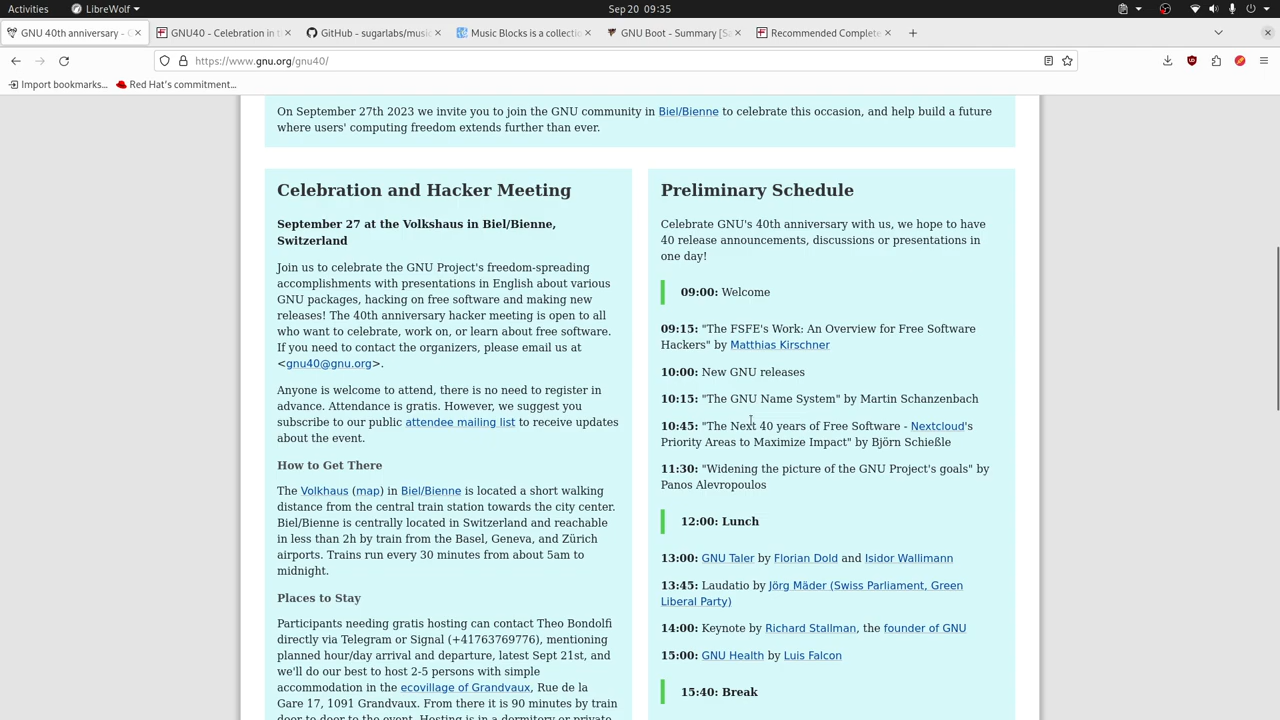 Activities
LibreWolf
Sep 20 09:35
GNU 40th anniversary -
GNU40 - Celebration in t
GitHub - sugarlabs/music
Music Blocks is a collectio
GNU Boot - Summary [Sa
Recommended Complete
https://www.gnu.org/gnu40/
Import bookmarks...
Red Hat's commitment...
On September 27th 2023 we invite you to join the GNU community in Biel/Bienne to celebrate this occasion, and help build a future
where users' computing freedom extends further than ever.
Celebration and Hacker Meeting
September 27 at the Volkshaus in Biel/Bienne,
Switzerland
Join us to celebrate the GNU Project's freedom-spreading
accomplishments with presentations in English about various
GNU packages, hacking on free software and making new
releases! The 40th anniversary hacker meeting is open to all
who want to celebrate, work on, or learn about free software.
If you need to contact the organizers, please email us at
<gnu40@gnu.org>.
Anyone is welcome to attend, there is no need to register in
advance. Attendance is gratis. However, we suggest you
subscribe to our public attendee mailing list to receive updates
about the event.
How to Get There
The Volkhaus (map) in Biel/Bienne is located a short walking
distance from the central train station towards the city center.
Biel/Bienne is centrally located in Switzerland and reachable
in less than 2h by train from the Basel, Geneva, and Zürich
airports. Trains run every 30 minutes from about 5am to
midnight.
Places to Stay
Participants needing gratis hosting can contact Theo Bondolfi
directly via Telegram or Signal (+41763769776), mentioning
planned hour/day arrival and departure, latest Sept 21st, and
we'll do our best to host 2-5 persons with simple
accommodation in the ecovillage of Grandvaux, Rue de la
Gare 17, 1091 Grandvaux. From there it is 90 minutes by train
door to door to the event. Hosting is in a dormitory or private
Preliminary Schedule
Celebrate GNU's 40th anniversary with us, we hope to have
40 release announcements, discussions or presentations in
one day!
09:00: Welcome
09:15: "The FSFE's Work: An Overview for Free Software
Hackers" by Matthias Kirschner
10:00: New GNU releases
10:15: "The GNU Name System" by Martin Schanzenbach
10:45: "The Next 40 years of Free Software - Nextcloud's
Priority Areas to Maximize Impact" by Björn Schießle
11:30: "Widening the picture of the GNU Project's goals" by
Panos Alevropoulos
12:00: Lunch
13:00: GNU Taler by Florian Dold and Isidor Wallimann
13:45: Laudatio by Jörg Mäder (Swiss Parliament, Green
Liberal Party)
14:00: Keynote by Richard Stallman, the founder of GNU
15:00: GNU Health by Luis Falcon
15:40: Break